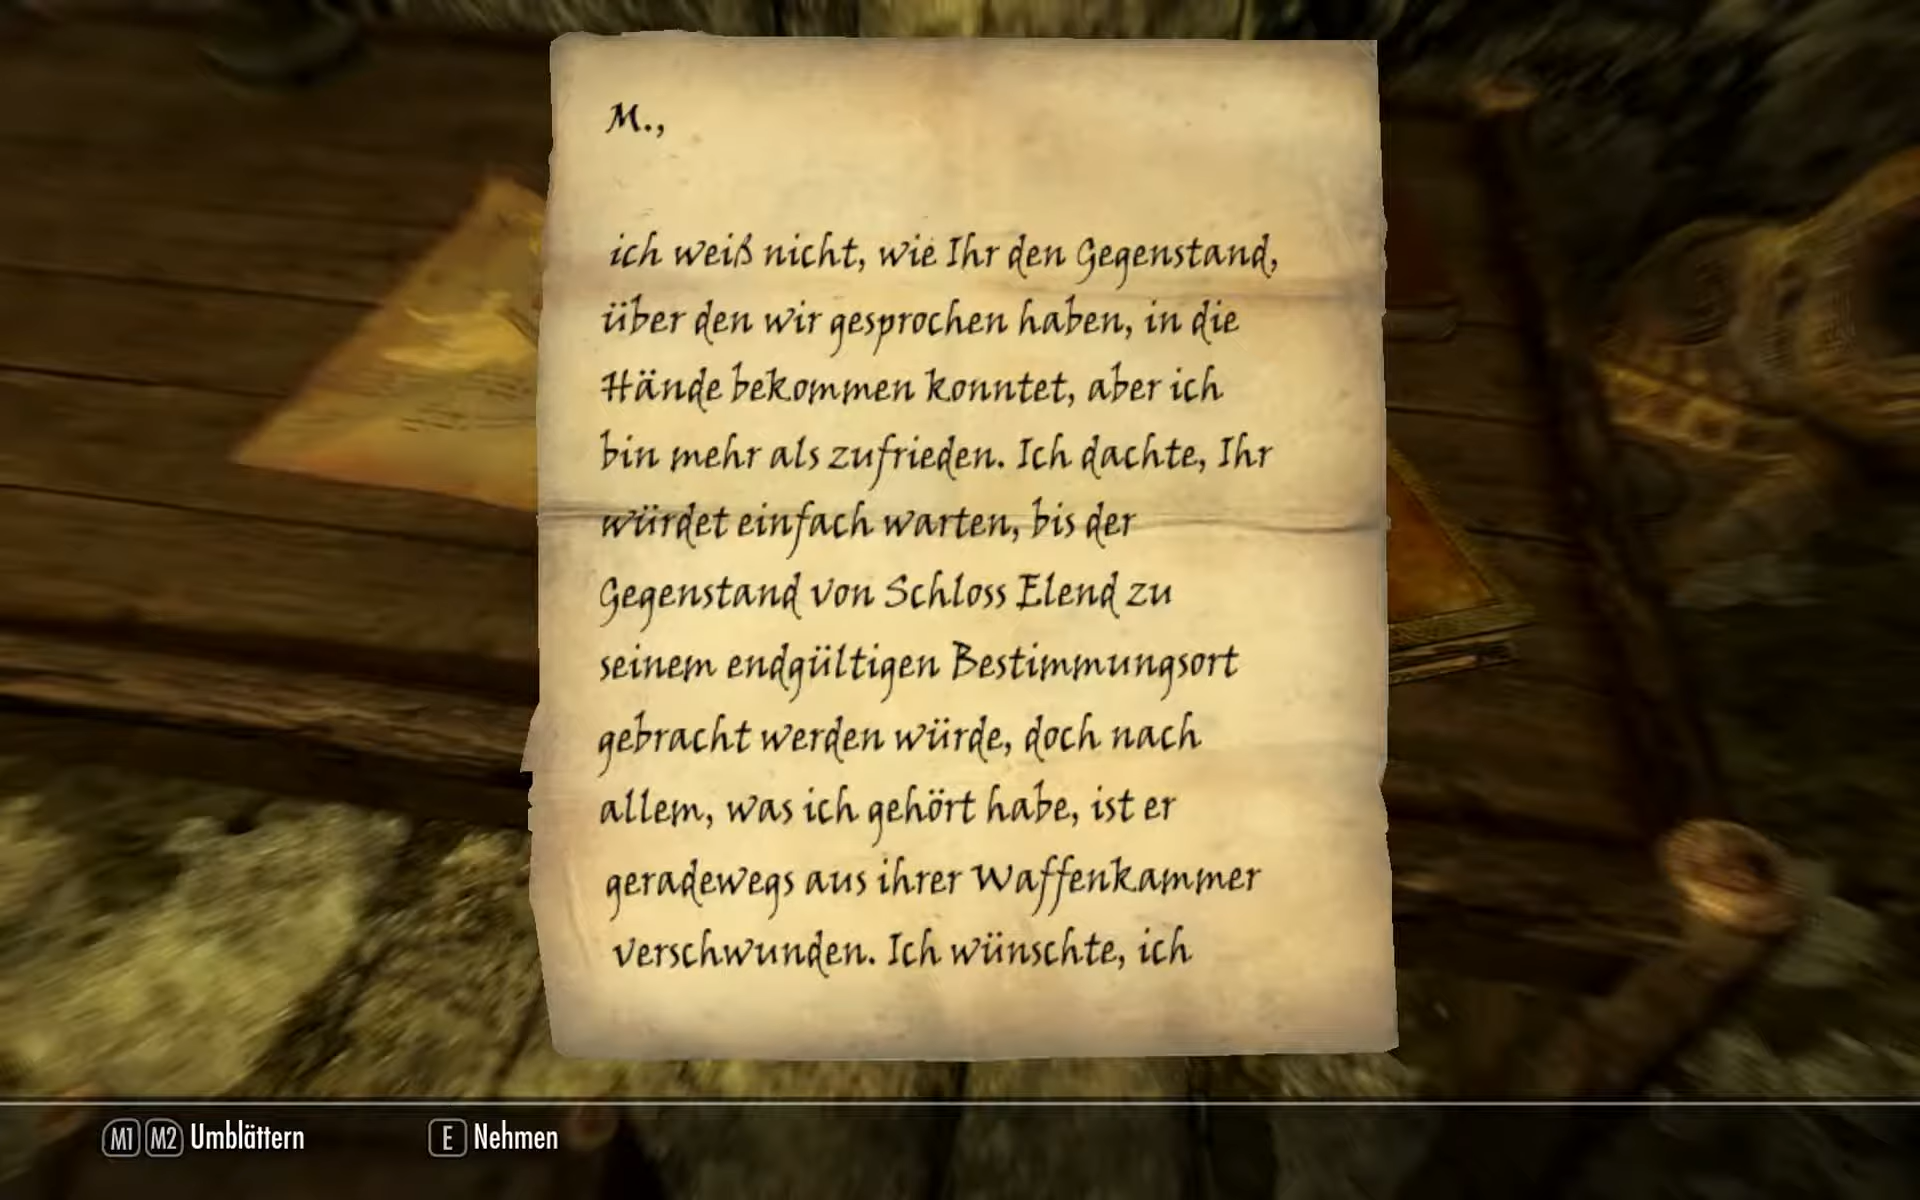 M.,
ich weiß nicht, wie Ihr den Gegenstand,
über den wir gesprochen haben, in die
Hände bekommen konntet, aber ich
bin mehr als zufrieden. Ich dachte, Ihr
würdet einfach warten, bis der
Gegenstand von Schloss Elend zu
seinem endgültigen Bestimmungsort
gebracht werden würde, doch nach
allem, was ich gehört habe, ist er
geradewegs aus ihrer Waffenkammer
verschwunden. Ich wünschte, ich
M1 M2 Umblättern E Nehmen